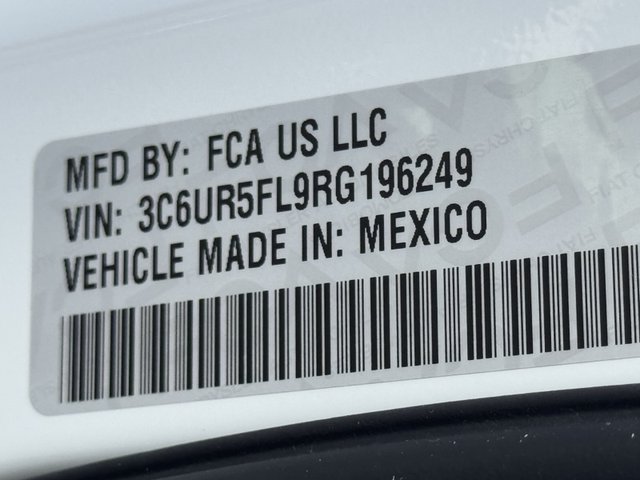 MFD BY: FCA US LLC
VIN: 3C6UR5FL9RG196249
VEHICLE MADE IN: MEXICO